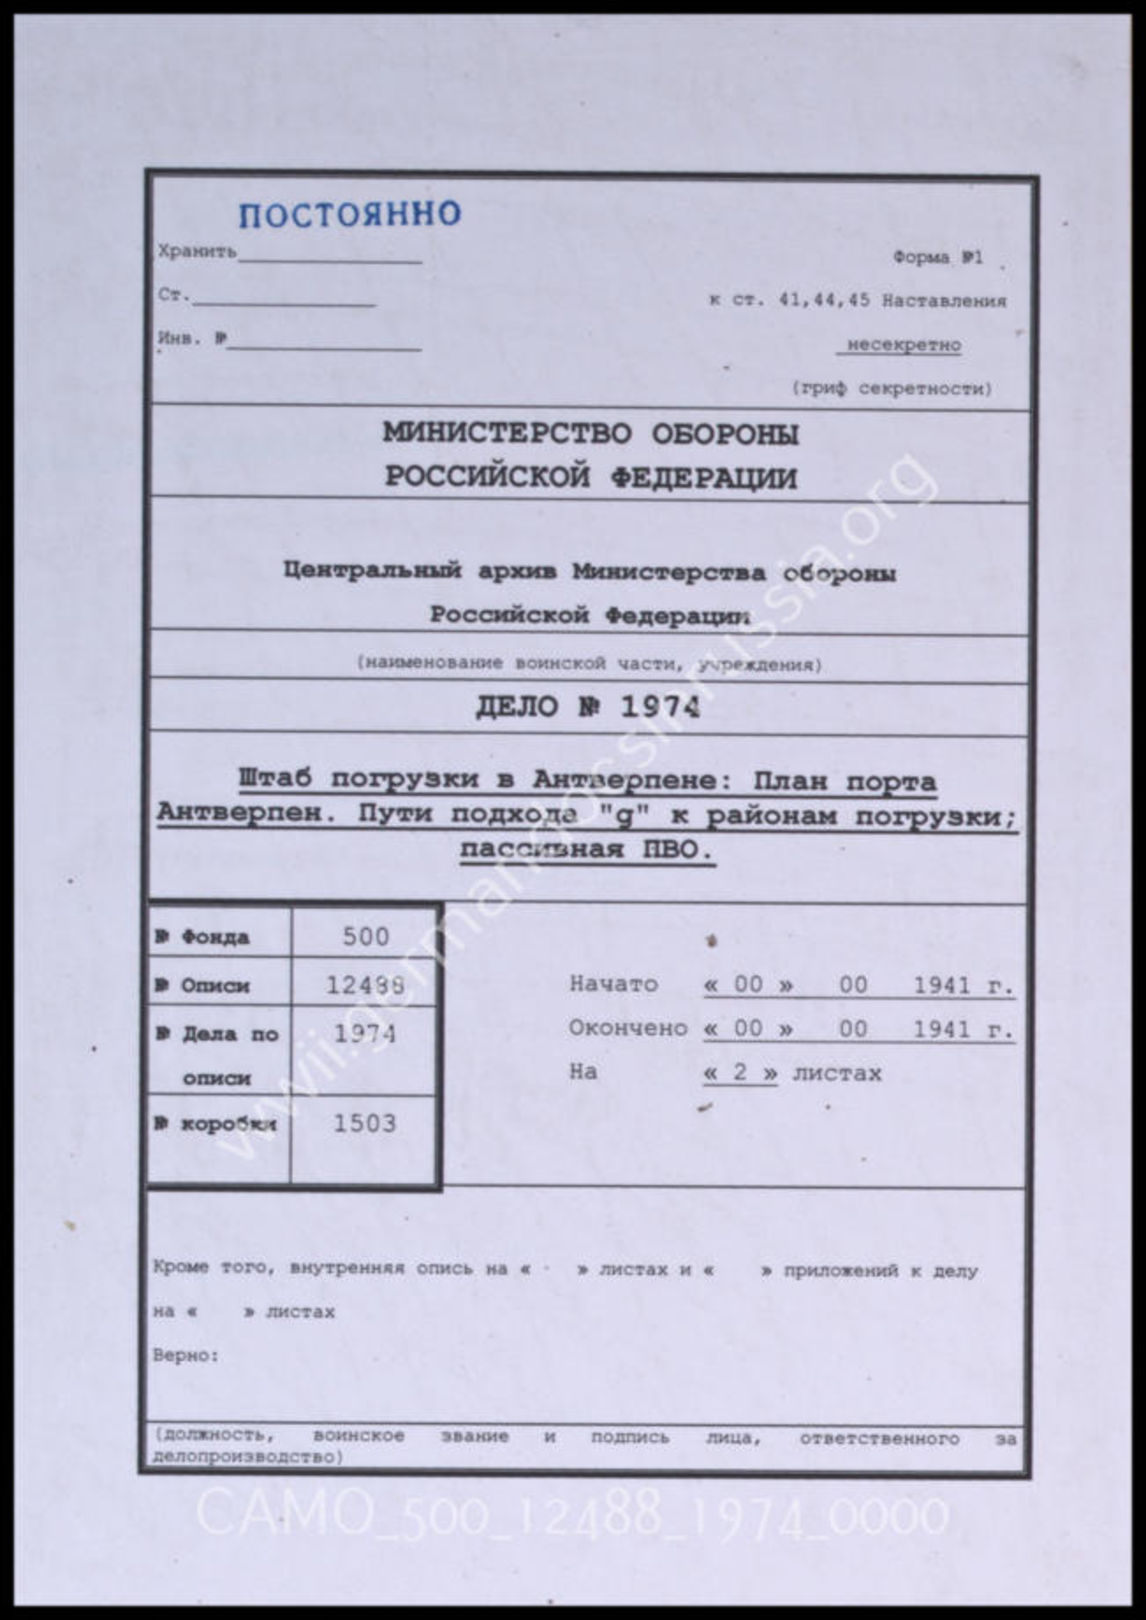 ПОСТОЯННО
Хранить
Форма №1
Ст.
к ст. 41,44,45 Наставления
Инв. №
несекретно
(гриф секретности)
МИНИСТЕРСТВО ОБОРОНЫ
РОССИЙСКОЙ ФЕДЕРАЦИИ
Центральный архив Министерства обороны
Российской Федерации
(наименование воинской части, учреждения)
ДЕЛО № 1974
Штаб погрузки в Антверпене: План порта
Антверпен. Пути подхода "g" к районам погрузки;
пассивная ПВО.
№ Фонда 500
№ Описи 12488
№ Дела по 1974
описи
№ коробки 1503
Начато « 00 » 00 1941 г.
Окончено « 00 » 00 1941 г.
На « 2 » листах
Кроме того, внутренняя опись на « » листах и « » приложений к делу
на « » листах
Верно:
(должность, воинское звание и подпись лица, ответственного за
делопроизводство)
wwii.germandocsinrussia.org
CAMO_500_12488_1974_0000